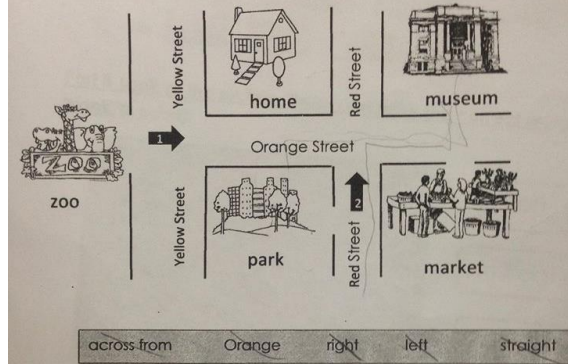 Yellow Street
home
Red Street
museum
ZOO
1
Orange Street
zoo
Yellow Street
park
2
Red Street
market
across from Orange right left straight